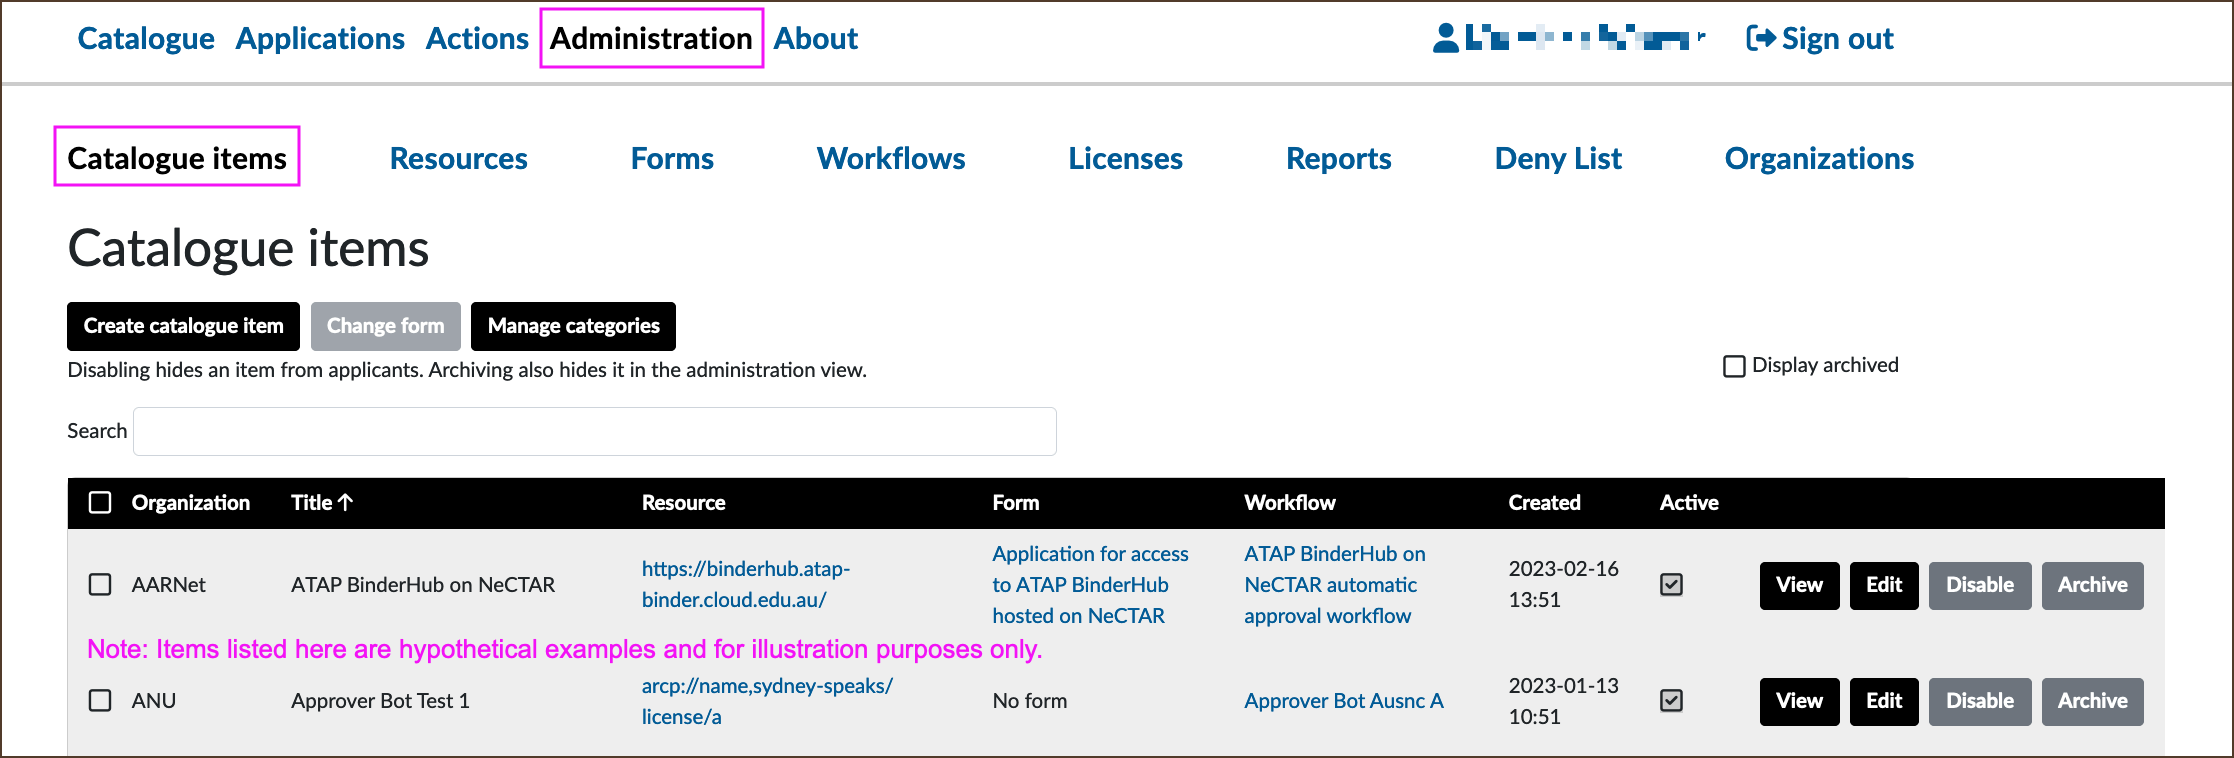 Catalogue Applications Actions Administration About Sign out
Catalogue items Resources Forms Workflows Licenses Reports Deny List Organizations
Catalogue items
Create catalogue item Change form Manage categories
Disabling hides an item from applicants. Archiving also hides it in the administration view.
Display archived
Search
Organization Title Resource Form Workflow Created Active
AARNet ATAP BinderHub on NeCTAR
https://binderhub.atap-
binder.cloud.edu.au/
Application for access
to ATAP BinderHub
hosted on NeCTAR
ATAP BinderHub on
NeCTAR automatic
approval workflow
2023-02-16
13:51
View Edit Disable Archive
Note: Items listed here are hypothetical examples and for illustration purposes only.
ANU Approver Bot Test 1
arcp://name,sydney-speaks/
license/a
No form
Approver Bot Ausnc A
2023-01-13
10:51
View Edit Disable Archive